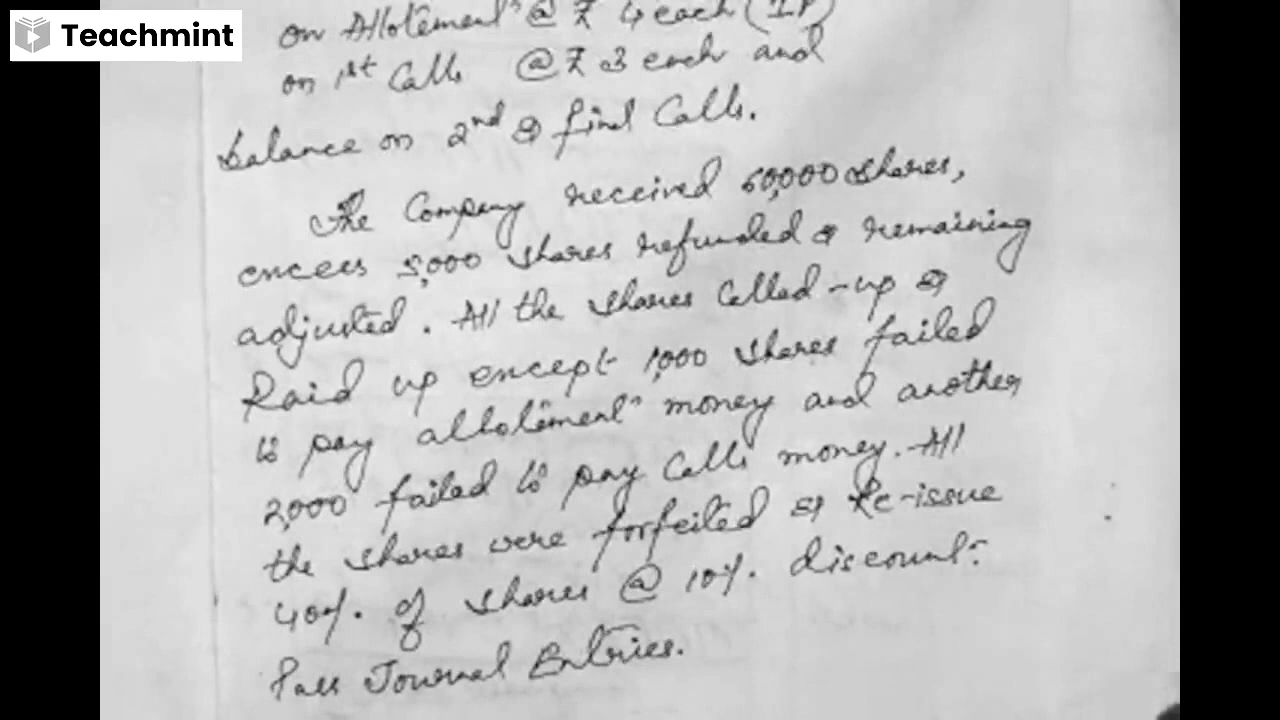 Teachmint
on Allotement @ ₹ 4 each (IP)
on 1st Calls @ ₹ 3 each and
balance on 2nd & final Calls.
The Company received 60,000 shares,
excess 5,000 shares refunded & remaining
adjusted. All the shares Called-up &
Paid up except 1,000 shares failed
to pay allotement money and another
2,000 failed to pay Calls money. All
the shares were forfeited & Re-issue
40%. of shares @ 10%. discount.
Pass Journal Entries.